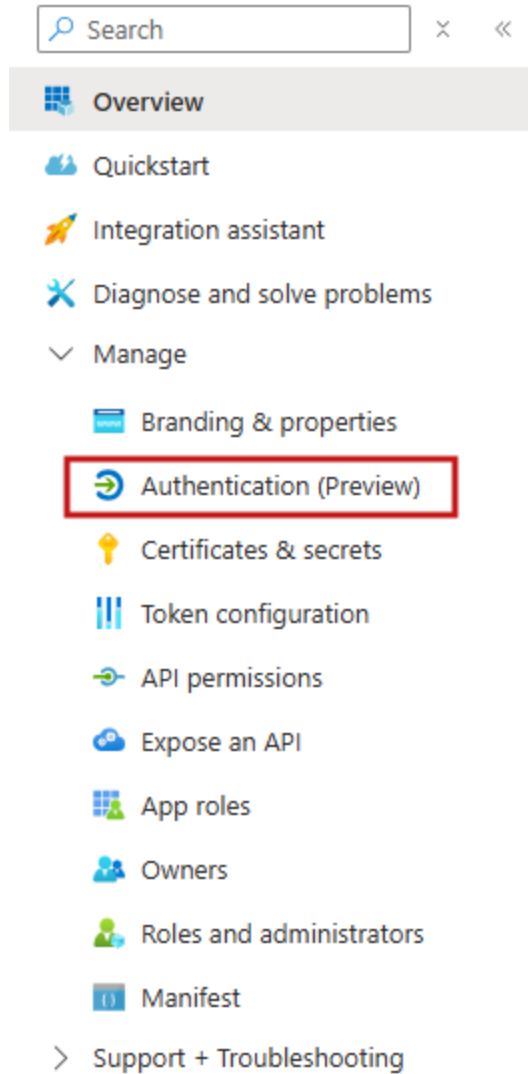 Search
Overview
Quickstart
Integration assistant
Diagnose and solve problems
Manage
Branding & properties
Authentication (Preview)
Certificates & secrets
Token configuration
API permissions
Expose an API
App roles
Owners
Roles and administrators
Manifest
Support + Troubleshooting